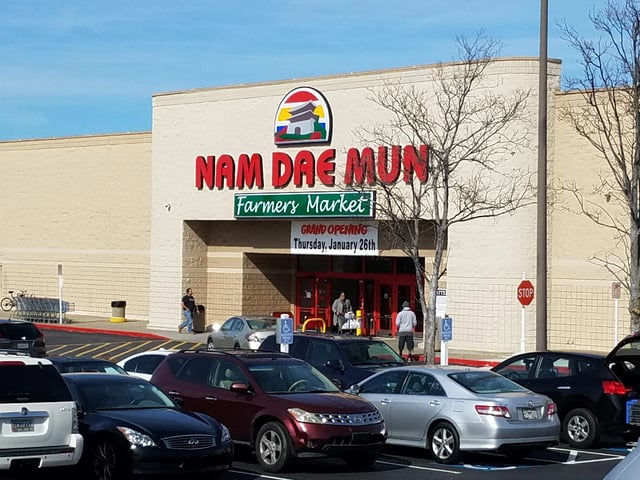 NAM DAE MUN
Farmers Market
GRAND OPENING
Thursday, January 26th
STOP